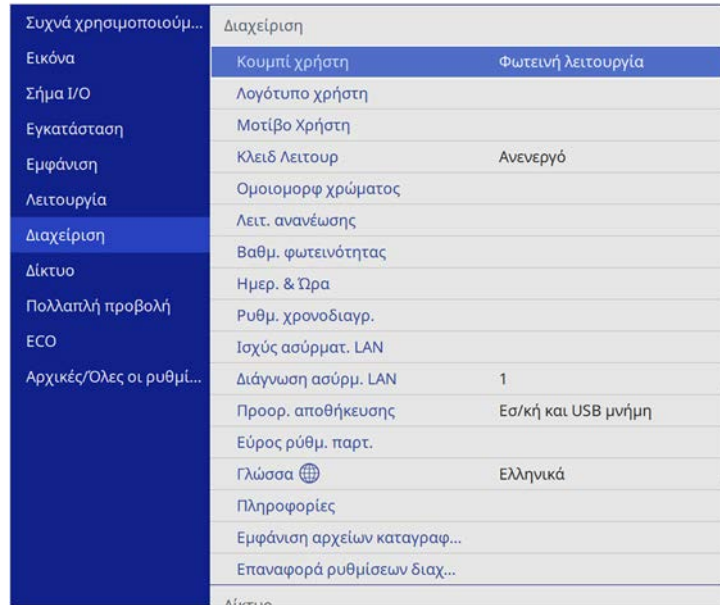 Συχνά χρησιμοποιούμ...
Εικόνα
Σήμα I/O
Εγκατάσταση
Εμφάνιση
Λειτουργία
Διαχείριση
Δίκτυο
Πολλαπλή προβολή
ECO
Αρχικές/Όλες οι ρυθμί...
Διαχείριση
Κουμπί χρήστη Φωτεινή λειτουργία
Λογότυπο χρήστη
Μοτίβο Χρήστη
Κλειδ Λειτουρ Ανενεργό
Ομοιομορφ χρώματος
Λειτ. ανανέωσης
Βαθμ. φωτεινότητας
Ημερ. & Ώρα
Ρυθμ. χρονοδιαγρ.
Ισχύς ασύρματ. LAN
Διάγνωση ασύρμ. LAN 1
Προορ. αποθήκευσης Εσ/κή και USB μνήμη
Εύρος ρύθμ. παρτ.
Γλώσσα Ελληνικά
Πληροφορίες
Εμφάνιση αρχείων καταγραφ...
Επαναφορά ρυθμίσεων διαχ...
Δίκτυο